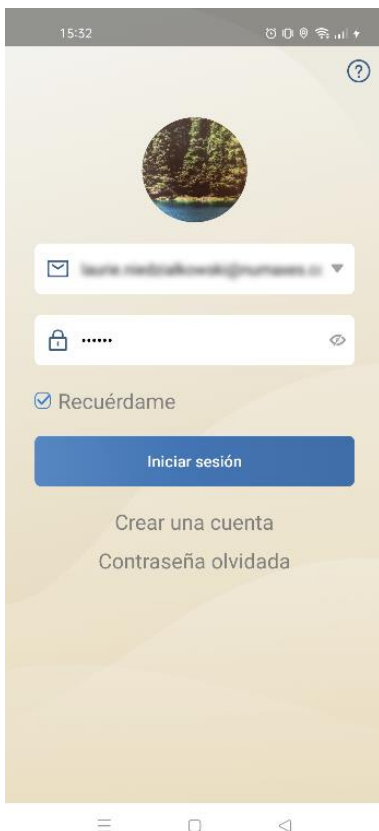 15:32
?
••••••
Recuérdame
Iniciar sesión
Crear una cuenta
Contraseña olvidada